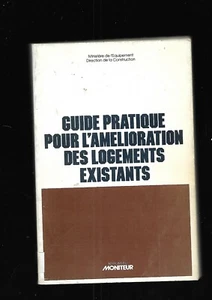 Ministère de l'Equipement
Direction de la Construction
GUIDE PRATIQUE
POUR L'AMELIORATION
DES LOGEMENTS
EXISTANTS
MONITEUR